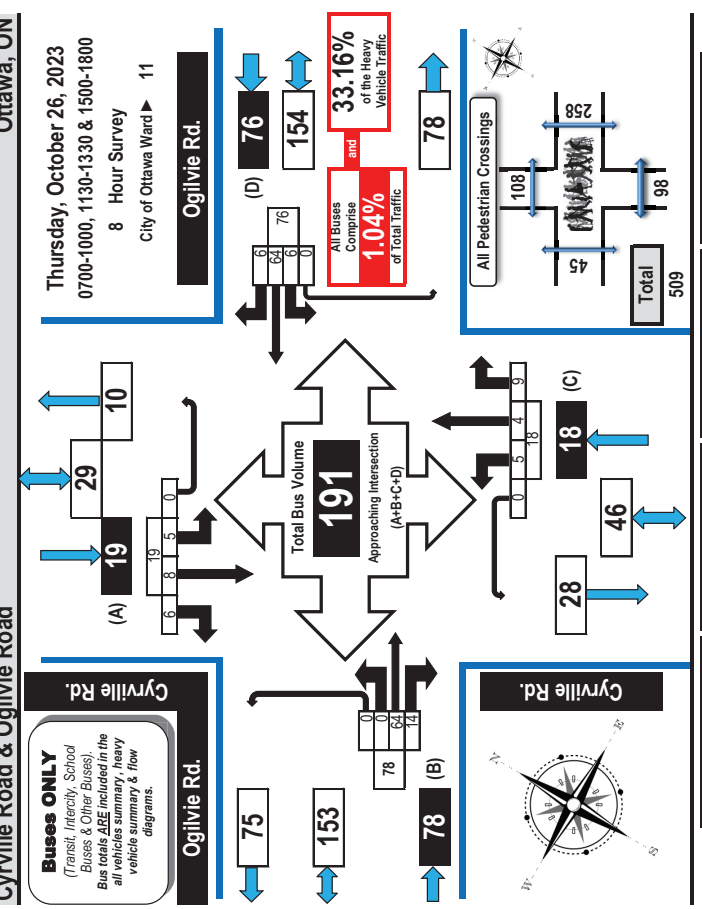 Cyrville Road & Ogilvie Road
Ottawa, ON
Buses ONLY
(Transit, Intercity, School
Buses & Other Buses).
Bus totals ARE included in the
all vehicles summary, heavy
vehicle summary & flow
diagrams.
Cyrville Rd.
Ogilvie Rd.
Thursday, October 26, 2023
0700-1000, 1130-1330 & 1500-1800
8 Hour Survey
City of Ottawa Ward ► 11
Ogilvie Rd.
29
19
10
(A)
19
6
8
5
0
75
153
78
(B)
78
0
0
64
14
Total Bus Volume
191
Approaching Intersection
(A+B+C+D)
(D)
76
154
78
6
64
6
0
76
All Buses
Comprise
1.04%
of Total Traffic
and
33.16%
of the Heavy
Vehicle Traffic
0
5
4
9
18
18
(C)
28
46
Cyrville Rd.
N
E
S
W
All Pedestrian Crossings
108
45
258
98
Total
509